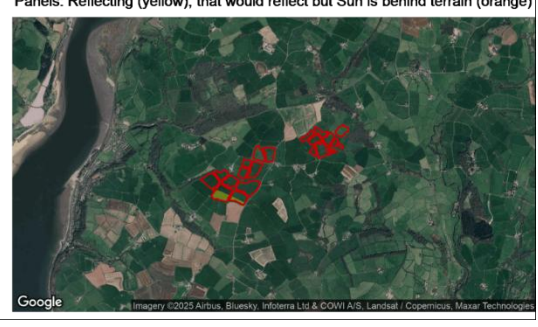 Panels: Reflecting (yellow), that would reflect but Sun is behind terrain (orange)
Google
Imagery ©2025 Airbus, Bluesky, Infoterra Ltd & COWI A/S, Landsat / Copernicus, Maxar Technologies